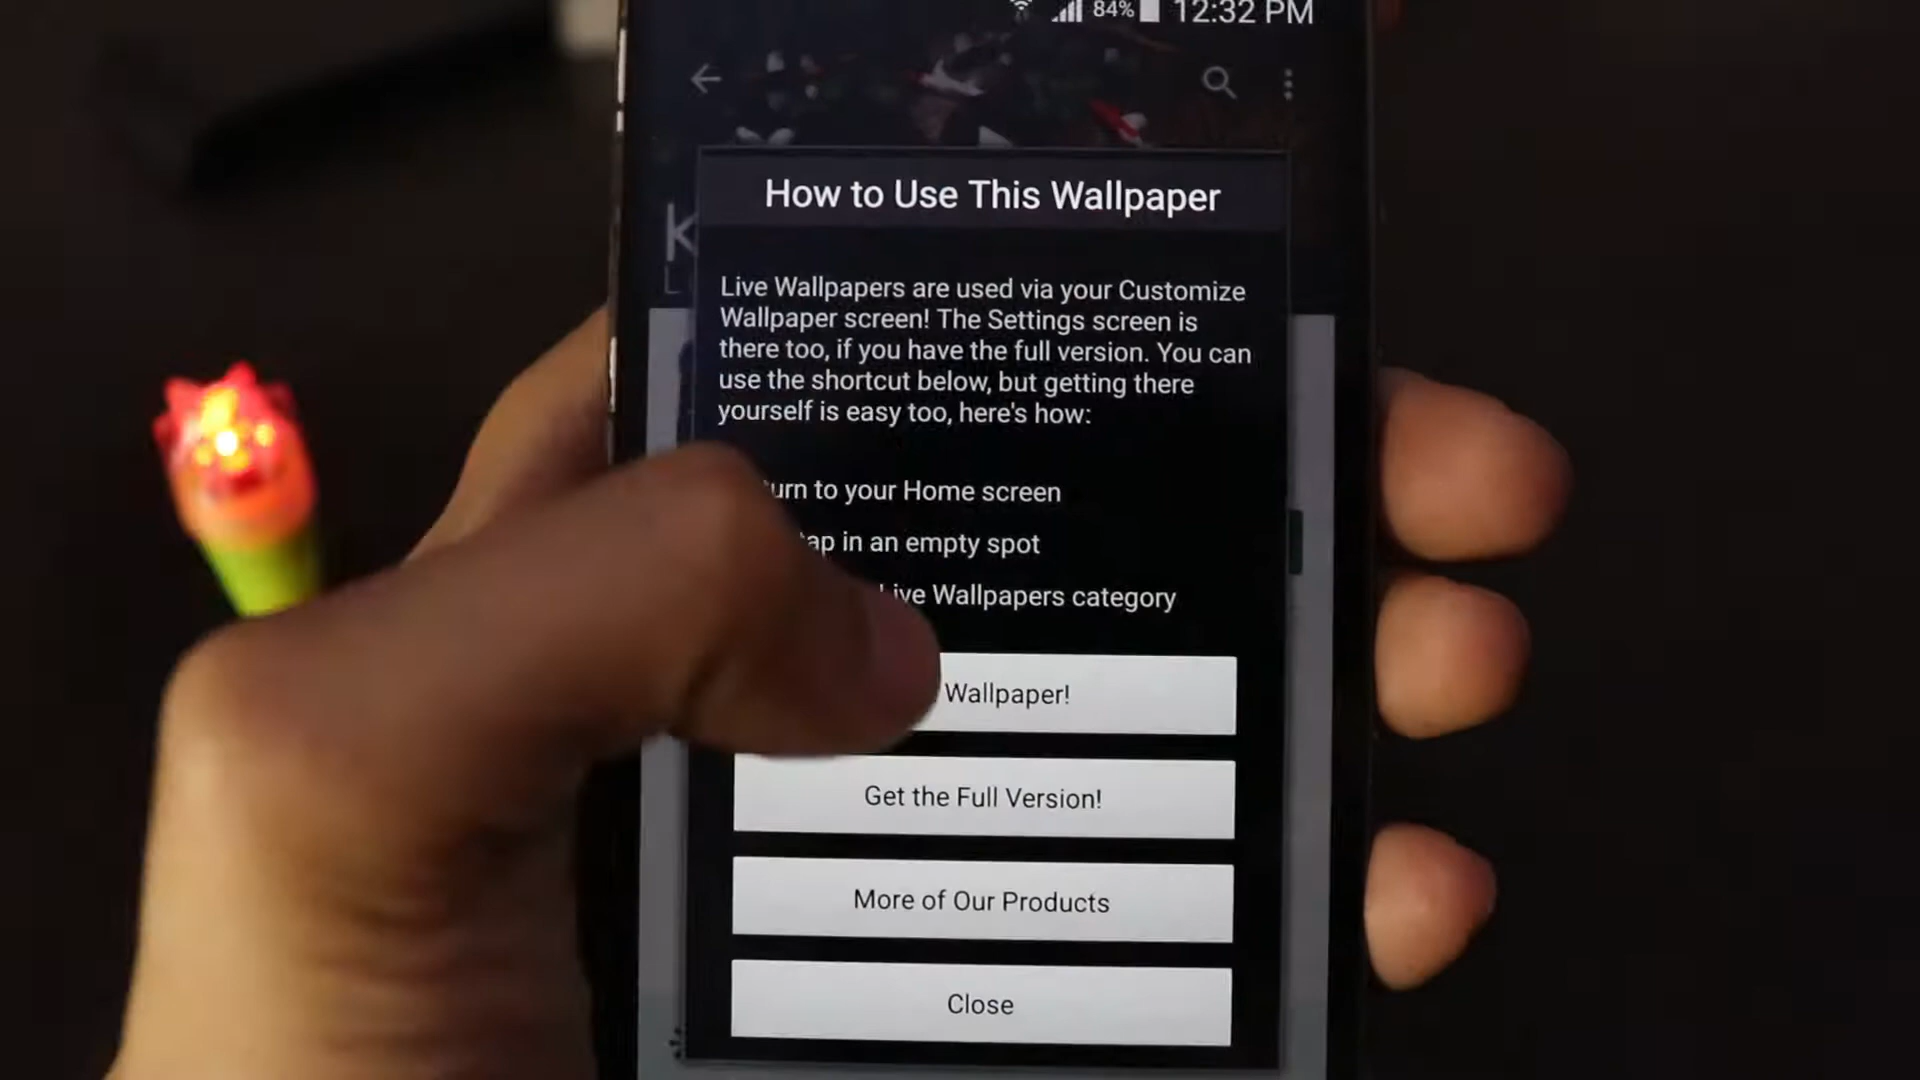 84% 12:32 PM
How to Use This Wallpaper
K
Live Wallpapers are used via your Customize
Wallpaper screen! The Settings screen is
there too, if you have the full version. You can
use the shortcut below, but getting there
yourself is easy too, here's how:
to your Home screen
in an empty spot
Wallpapers category
Wallpaper!
Get the Full Version!
More of Our Products
Close